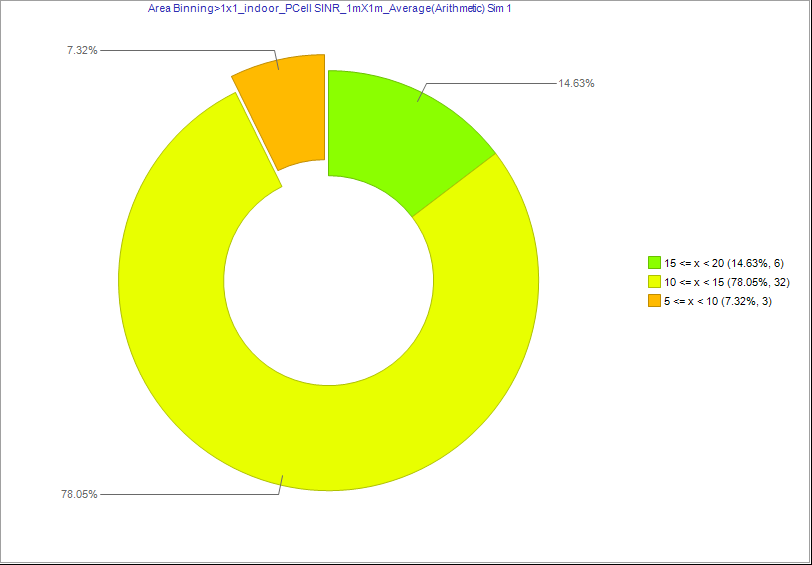 Area Binning>1x1_indoor_PCell SINR_1mX1m_Average(Arithmetic) Sim 1
7.32%
14.63%
15 <= x < 20 (14.63%, 6)
10 <= x < 15 (78.05%, 32)
5 <= x < 10 (7.32%, 3)
78.05%